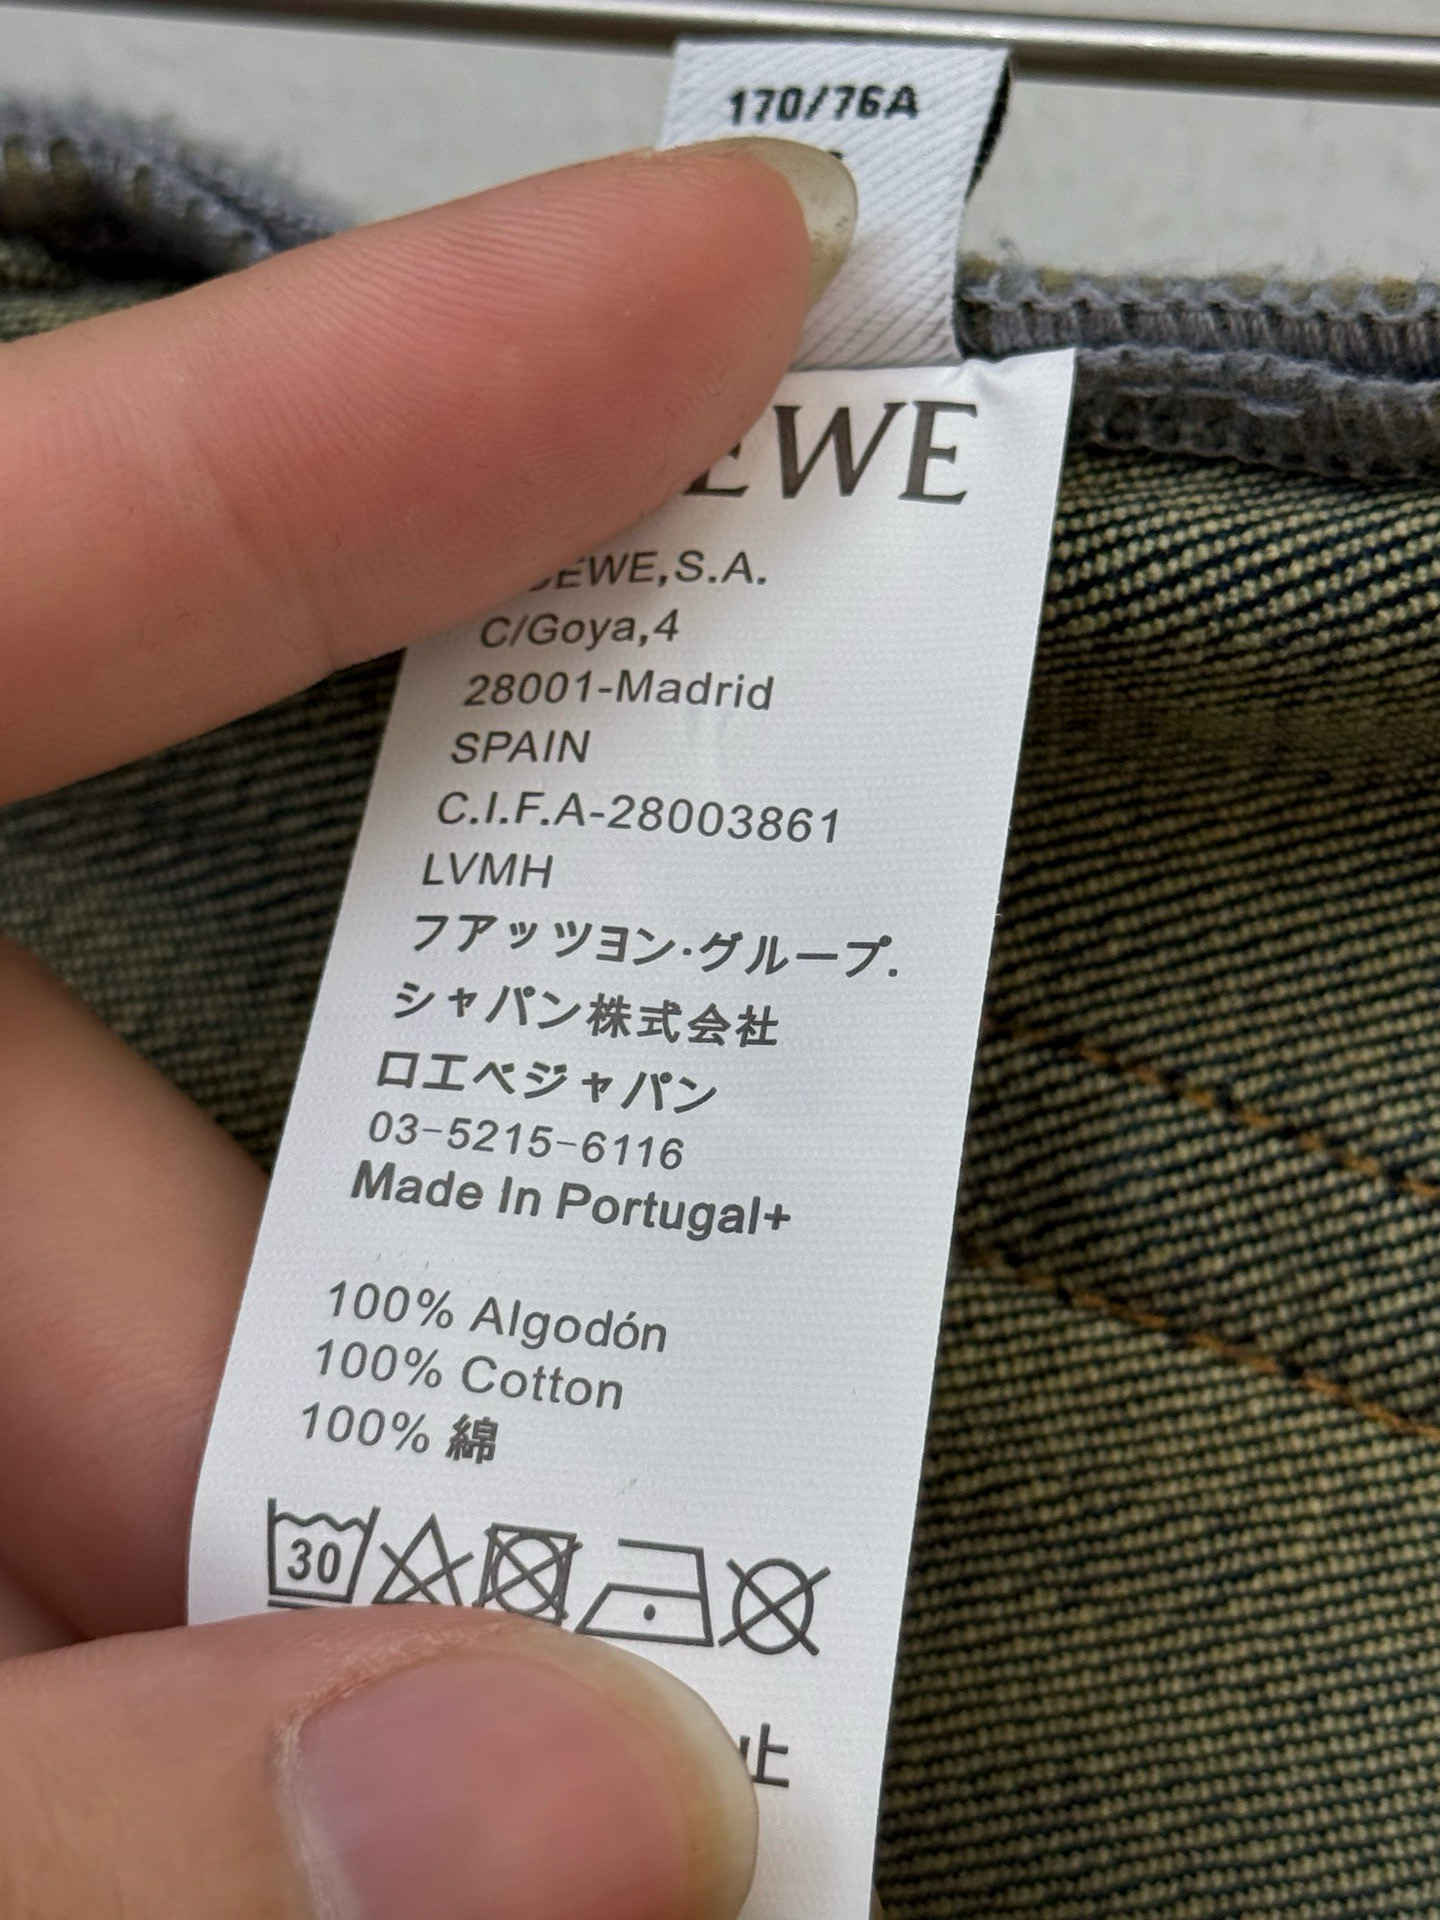 170/76A
EWE
EWE,S.A.
C/Goya,4
28001-Madrid
SPAIN
C.I.F.A-28003861
LVMH
フアッツヨン·グループ.
シャパン株式会社
ロエベジャパン
03-5215-6116
Made In Portugal+
100% Algodón
100% Cotton
100% 綿
30
止